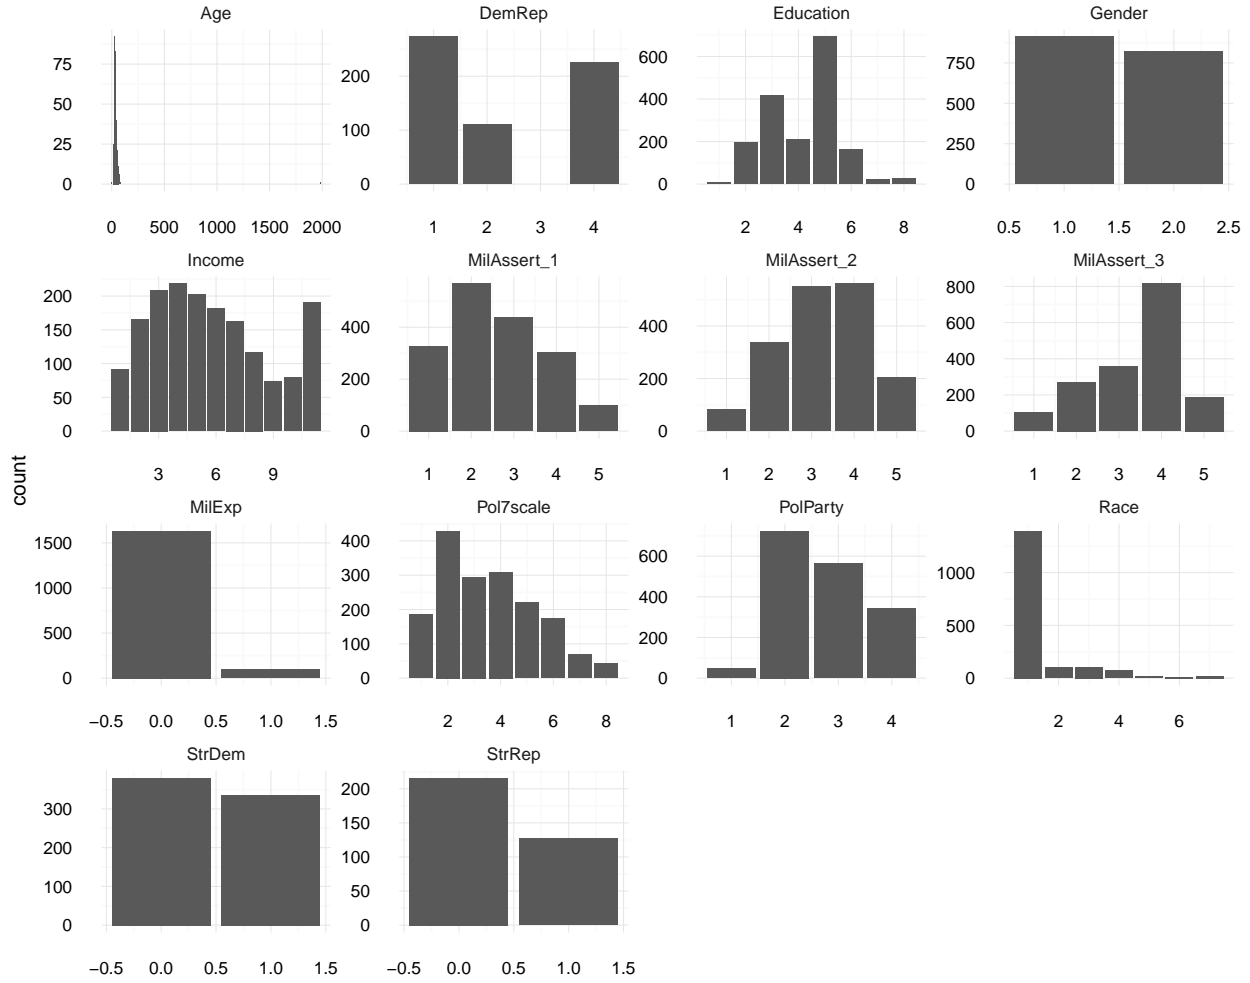 Age DemRep Education Gender
75
50
25
0
200
100
0
600
400
200
0
750
500
250
0
0 500 1000 1500 2000
1 2 3 4
2 4 6 8
0.5 1.0 1.5 2.0 2.5
Income MilAssert_1 MilAssert_2 MilAssert_3
200
150
100
50
0
400
200
0
400
200
0
800
600
400
200
0
3 6 9
1 2 3 4 5
1 2 3 4 5
1 2 3 4 5
count
MilExp Pol7scale PolParty Race
1500
1000
500
0
400
300
200
100
0
600
400
200
0
1000
500
0
−0.5 0.0 0.5 1.0 1.5
2 4 6 8
1 2 3 4
2 4 6
StrDem StrRep
300
200
100
0
200
150
100
50
0
−0.5 0.0 0.5 1.0 1.5
−0.5 0.0 0.5 1.0 1.5